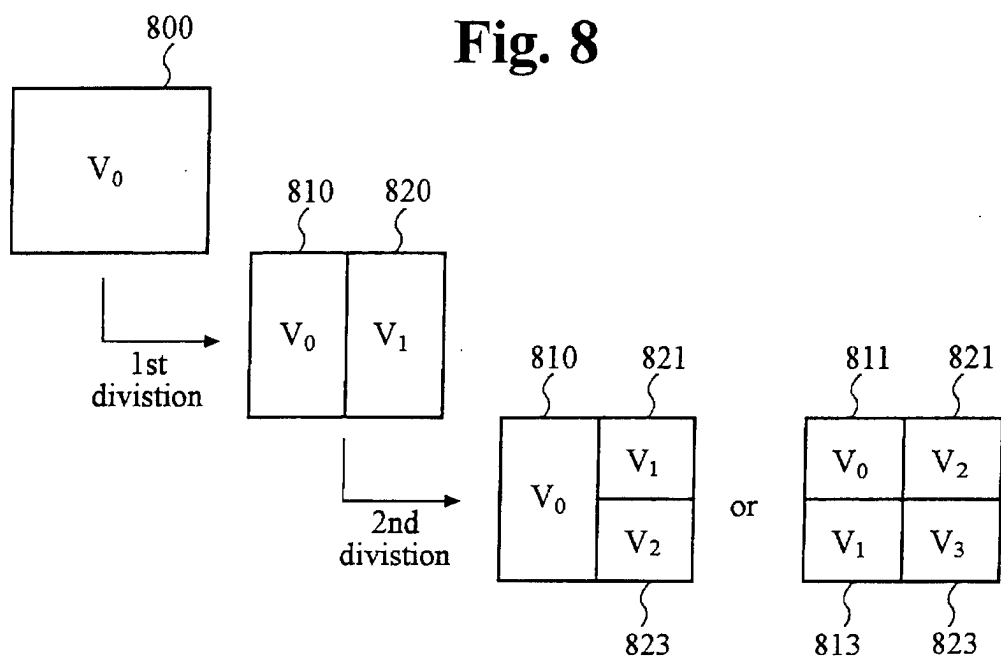 Fig. 8
800
V₀
810 820
V₀ V₁
1st
divistion
810 821 811 821
V₀ V₁ or V₀ V₂
V₂ V₁ V₃
2nd
divistion
823 813 823